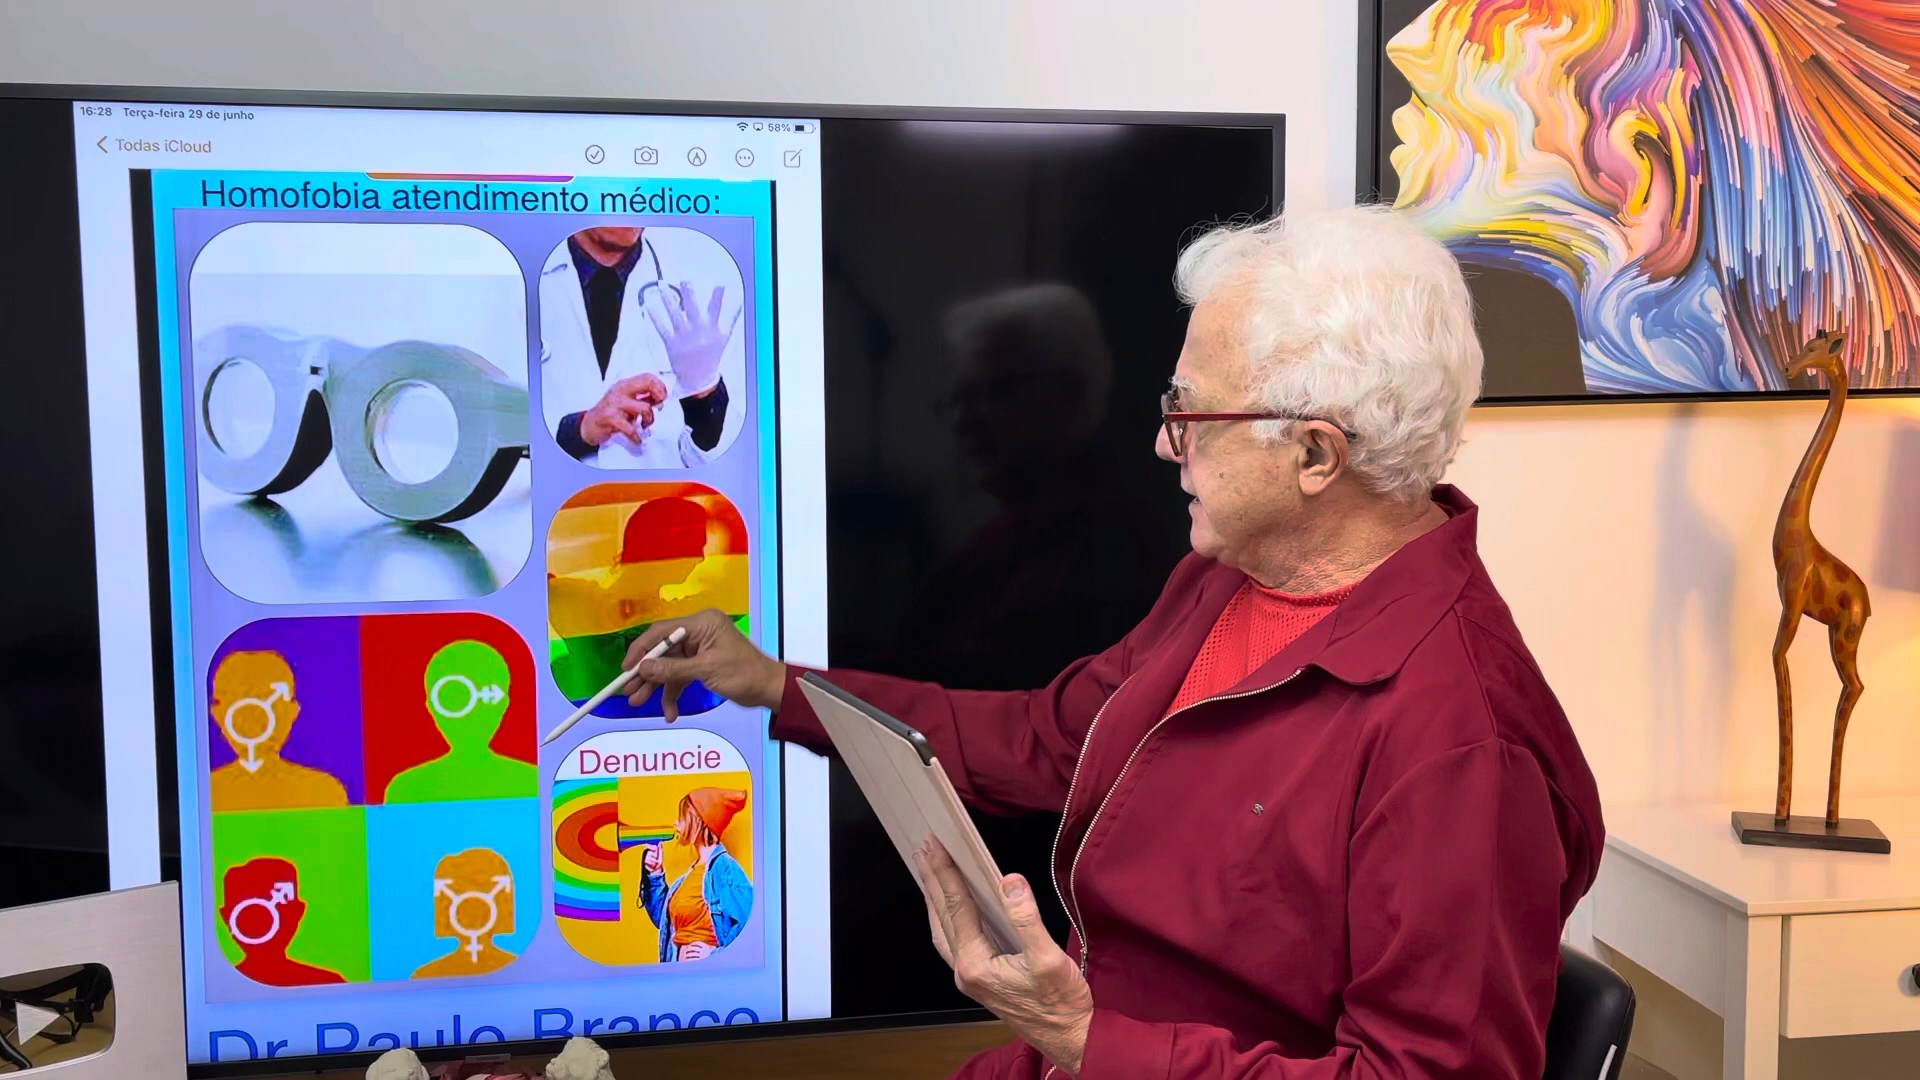 16:28 Terça-feira 29 de junho
58%
Todas iCloud
Homofobia atendimento médico:
Denuncie
Dr Paulo Branco